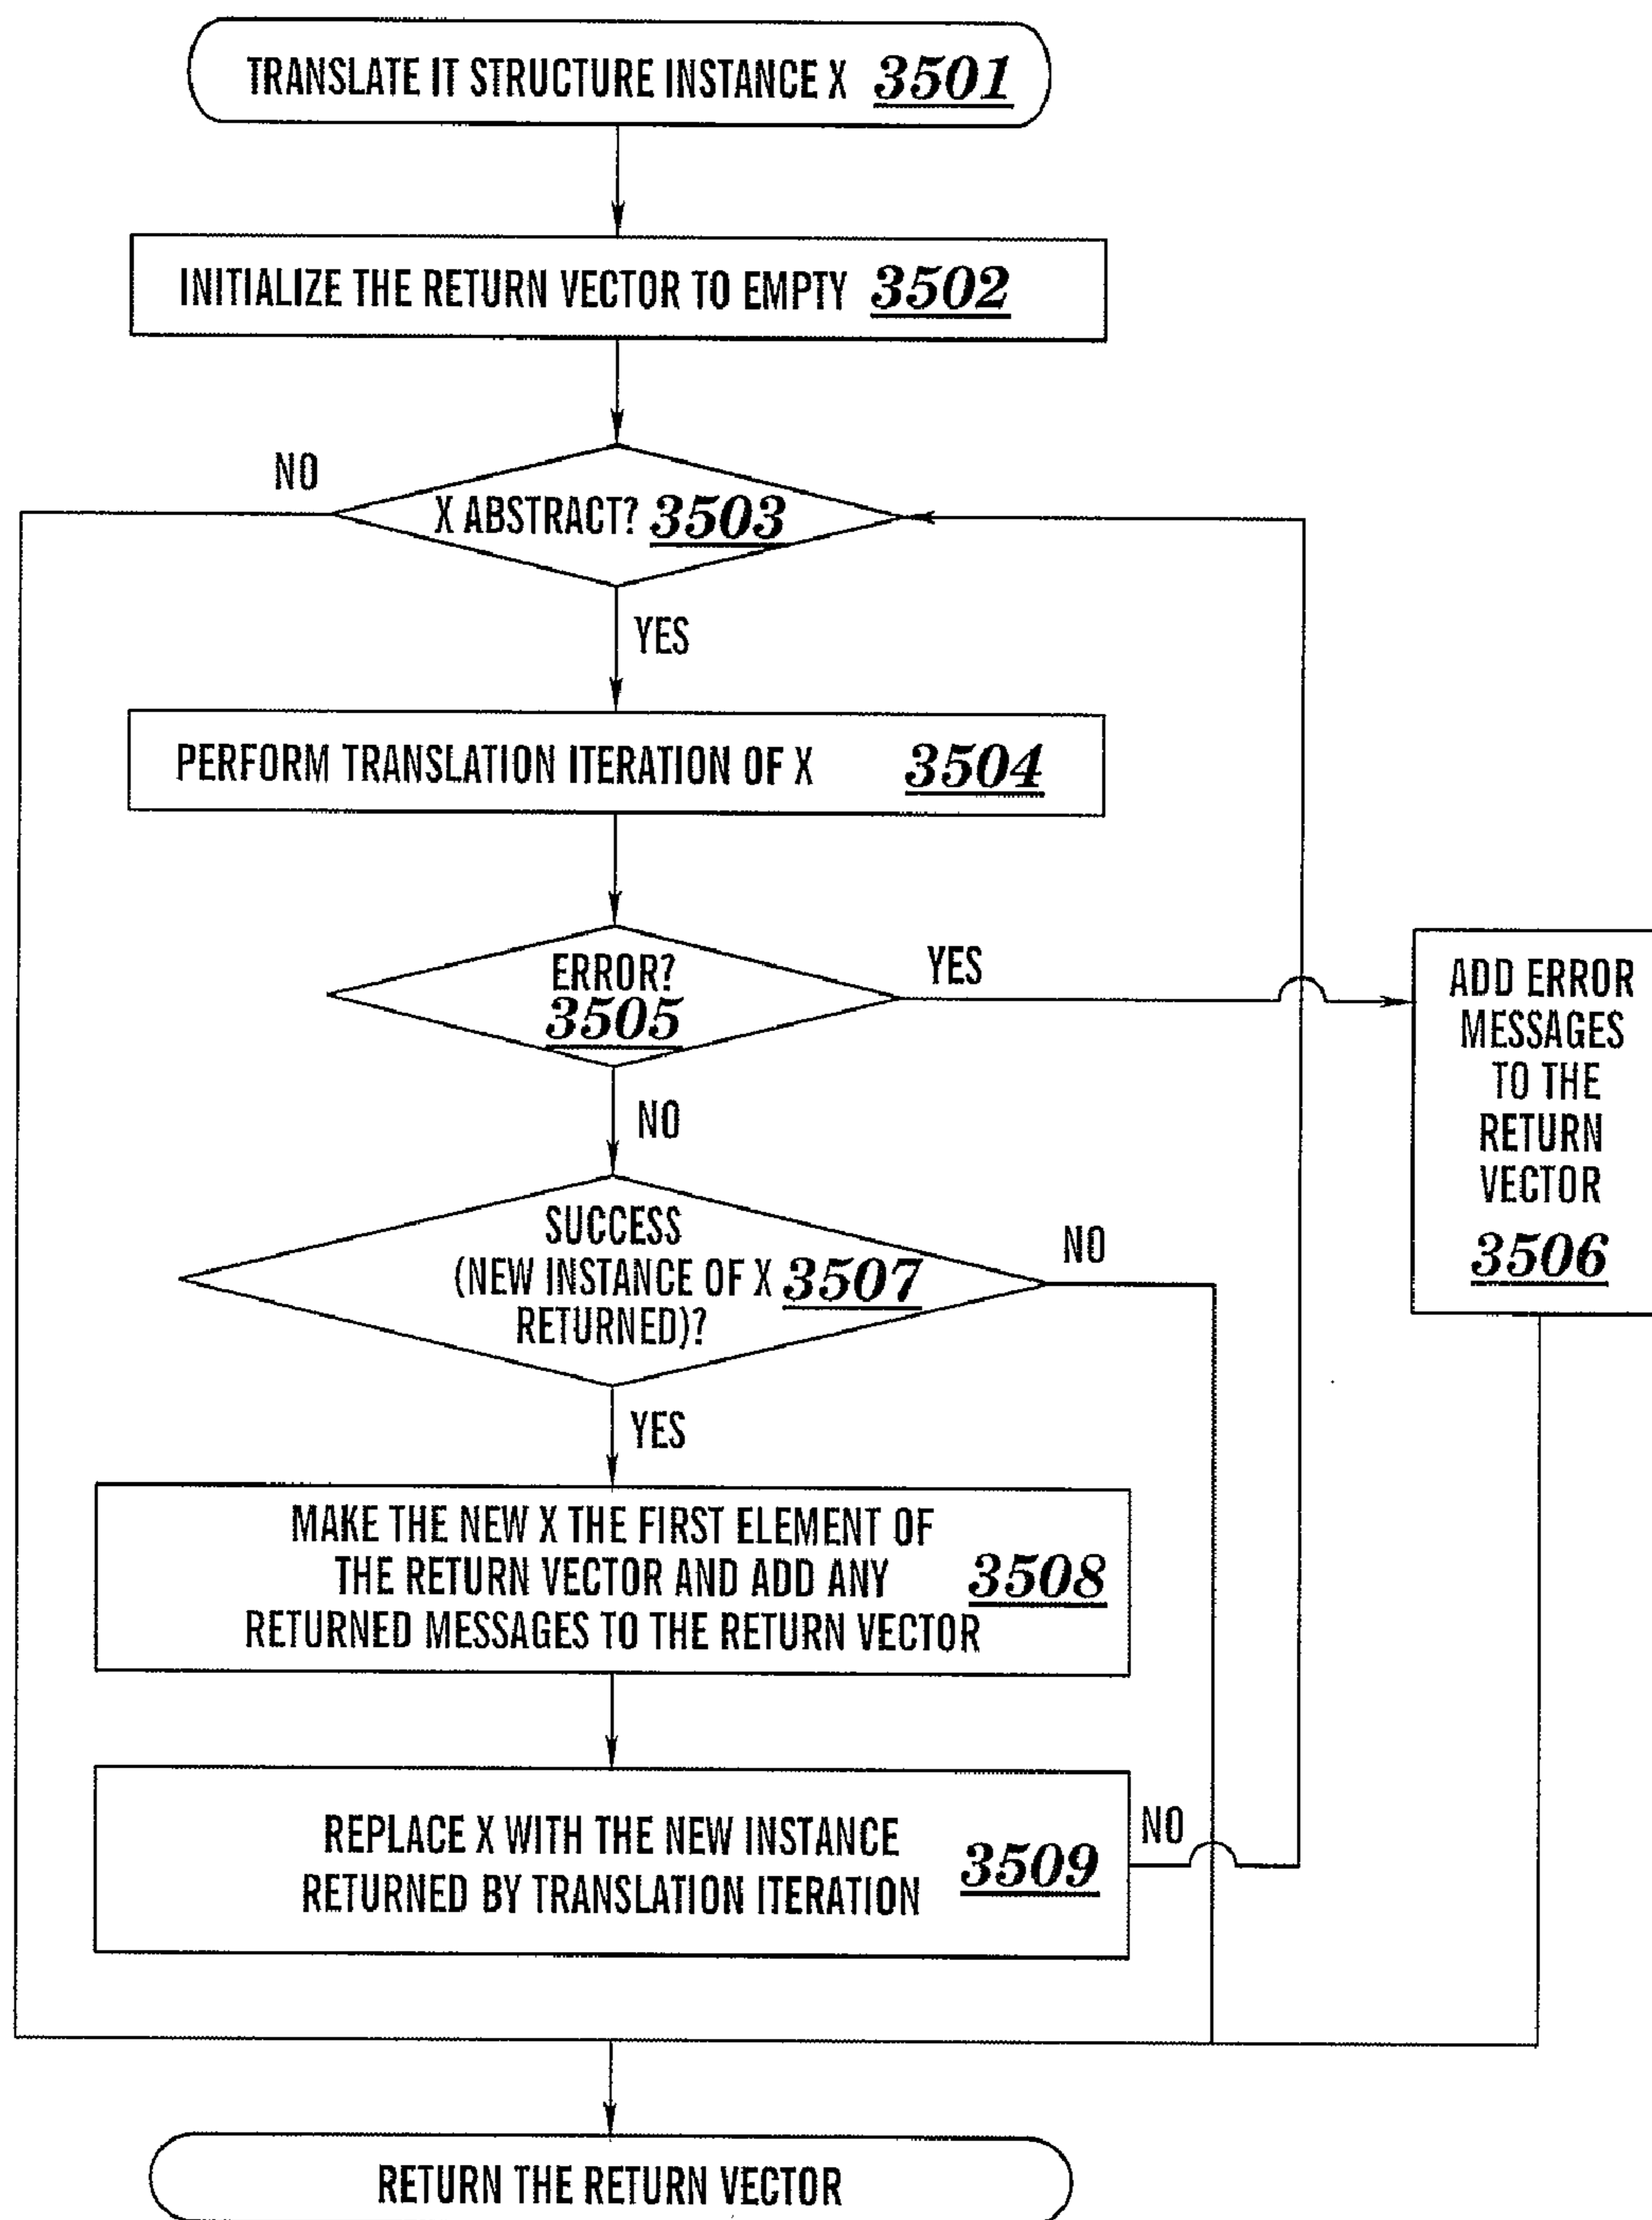 TRANSLATE IT STRUCTURE INSTANCE X 3501
INITIALIZE THE RETURN VECTOR TO EMPTY 3502
NO
X ABSTRACT? 3503
YES
PERFORM TRANSLATION ITERATION OF X 3504
ERROR?
3505
YES
ADD ERROR
MESSAGES
TO THE
RETURN
VECTOR
3506
NO
SUCCESS
(NEW INSTANCE OF X 3507
RETURNED)?
NO
YES
MAKE THE NEW X THE FIRST ELEMENT OF
THE RETURN VECTOR AND ADD ANY 3508
RETURNED MESSAGES TO THE RETURN VECTOR
REPLACE X WITH THE NEW INSTANCE
RETURNED BY TRANSLATION ITERATION 3509
NO
RETURN THE RETURN VECTOR